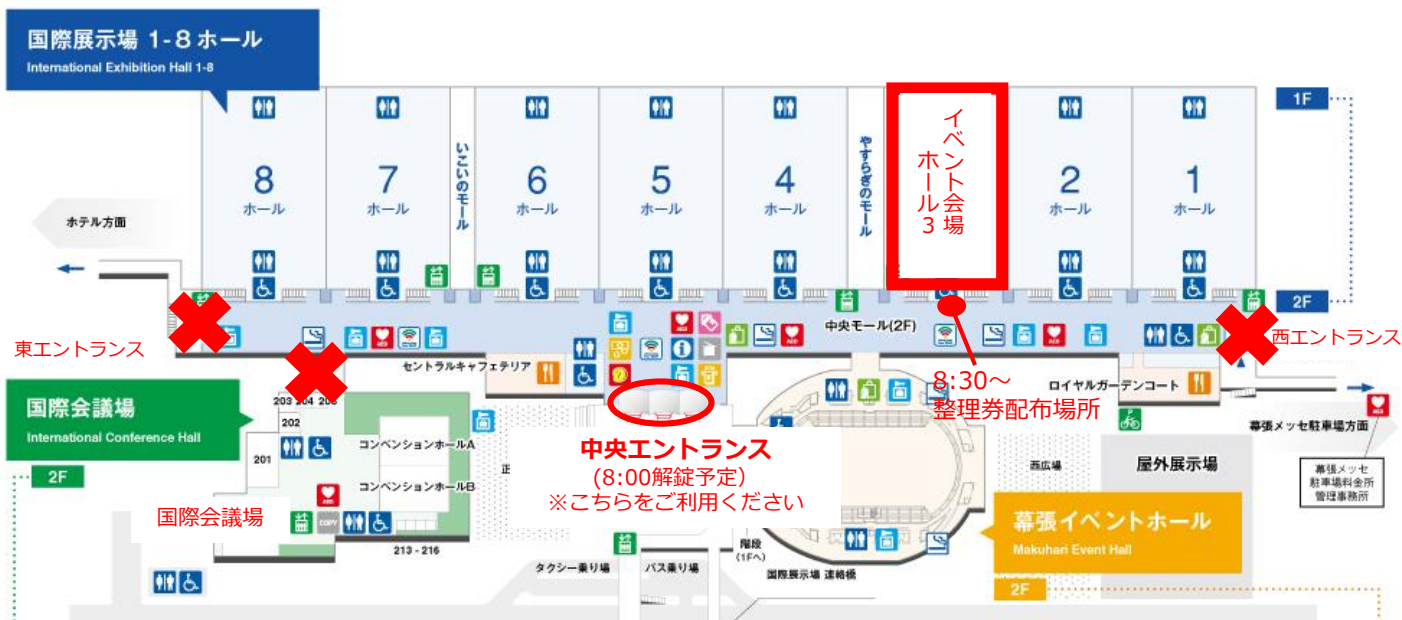 国際展示場 1-8ホール
International Exhibition Hall 1-8
1F
8
ホール
7
ホール
いこいのモール
6
ホール
5
ホール
4
ホール
やすらぎのモール
イベント会場
ホール3
2
ホール
1
ホール
ホテル方面
2F
東エントランス
中央モール(2F)
西エントランス
セントラルキャフェテリア
8:30～
整理券配布場所
ロイヤルガーデンコート
国際会議場
International Conference Hall
2F
203 204 205
202
201
コンベンションホールA
コンベンションホールB
国際会議場
213 - 216
正
中央エントランス
(8:00解錠予定)
※こちらをご利用ください
西広場
屋外展示場
幕張メッセ駐車場方面
幕張メッセ
駐車場料金所
管理事務所
幕張イベントホール
Makuhari Event Hall
2F
タクシー乗り場
バス乗り場
階段
(1Fへ)
国際展示場 連絡橋
COPY